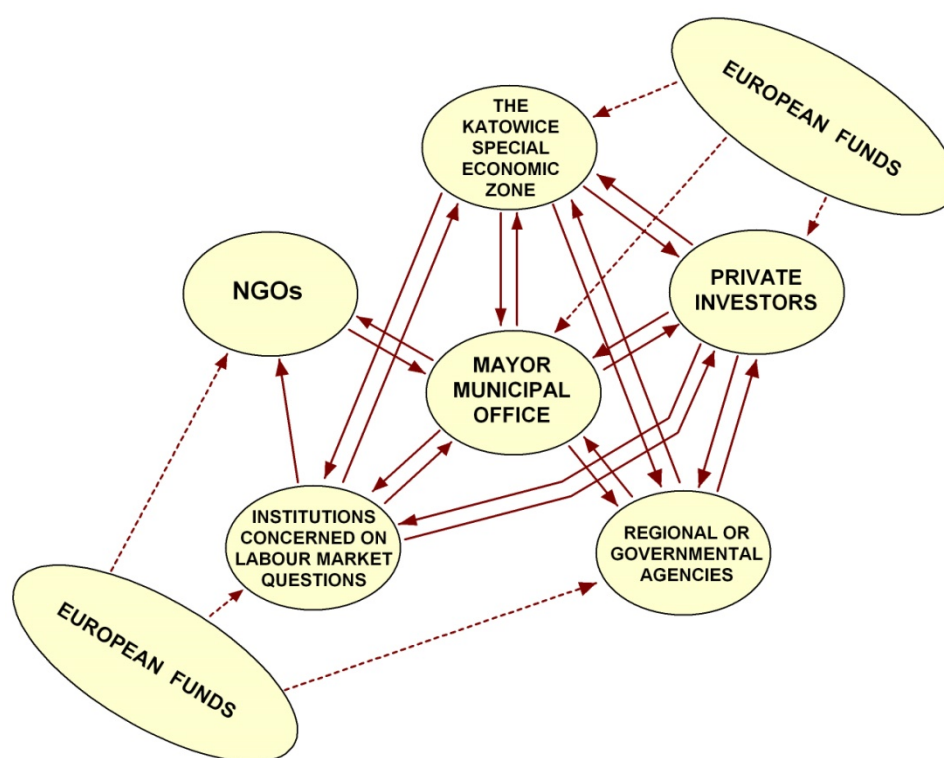 EUROPEAN FUNDS
THE
KATOWICE
SPECIAL
ECONOMIC
ZONE
NGOs
PRIVATE
INVESTORS
MAYOR
MUNICIPAL
OFFICE
INSTITUTIONS
CONCERNED ON
LABOUR MARKET
QUESTIONS
REGIONAL OR
GOVERNMENTAL
AGENCIES
EUROPEAN FUNDS